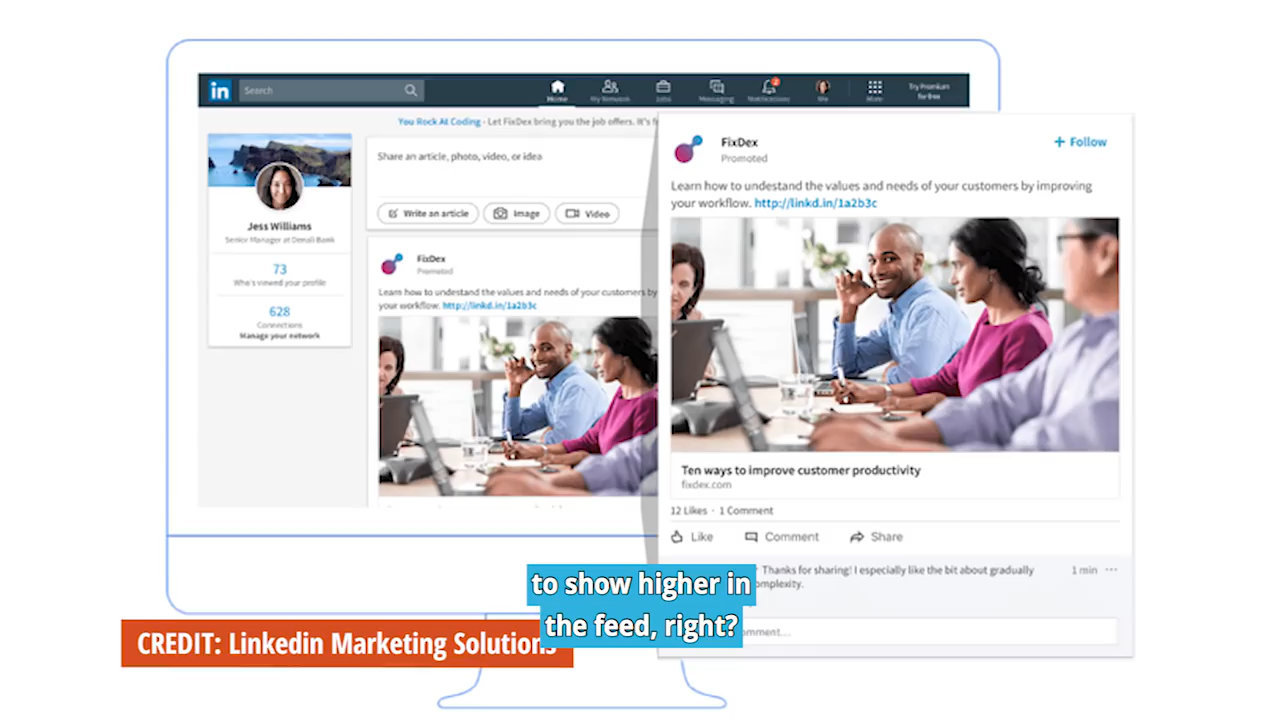 in
Search
Home
My Network
Jobs
Messaging
2
Notifications
Me
More
Try Premium
for free
You Rock At Coding - Let FixDex bring you the job offers. It's f
Jess Williams
Senior Manager at Denali Bank
73
Who's viewed your profile
628
Connections
Manage your network
Share an article, photo, video, or idea
Write an article
Image
Video
FixDex
Promoted
Learn how to undestand the values and needs of your customers by
your workflow. http://linkd.in/1a2b3c
FixDex
Promoted
+ Follow
Learn how to undestand the values and needs of your customers by improving
your workflow. http://linkd.in/1a2b3c
Ten ways to improve customer productivity
fixdex.com
12 Likes · 1 Comment
Like
Comment
Share
Thanks for sharing! I especially like the bit about gradually
omplexity.
1 min
omment...
to show higher in
the feed, right?
CREDIT: Linkedin Marketing Solutions